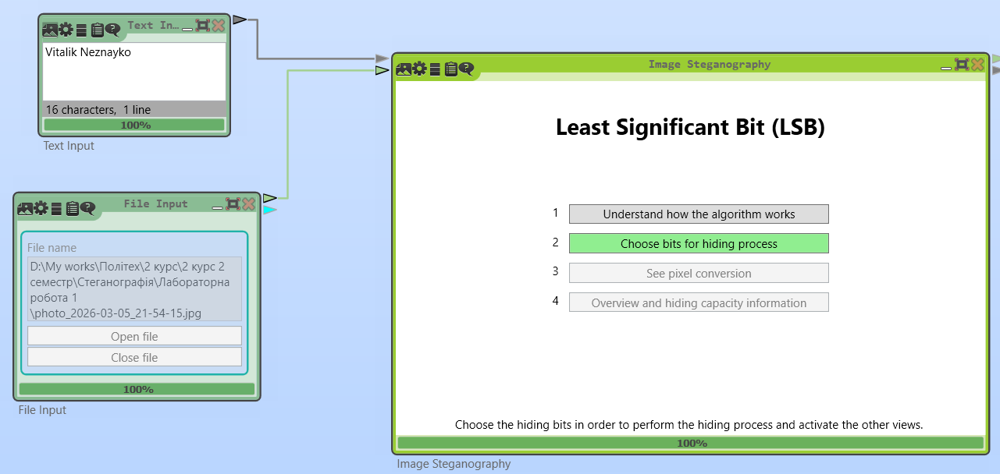 Text In…
Vitalik Neznayko
16 characters,  1 line
100%
Text Input
File Input
File name
D:\My works\Політех\2 курс\2 курс 2
семестр\Стеганографія\Лабораторна
робота 1
\photo_2026-03-05_21-54-15.jpg
Open file
Close file
100%
File Input
Image Steganography
Least Significant Bit (LSB)
1 Understand how the algorithm works
2 Choose bits for hiding process
3 See pixel conversion
4 Overview and hiding capacity information
Choose the hiding bits in order to perform the hiding process and activate the other views.
100%
Image Steganography